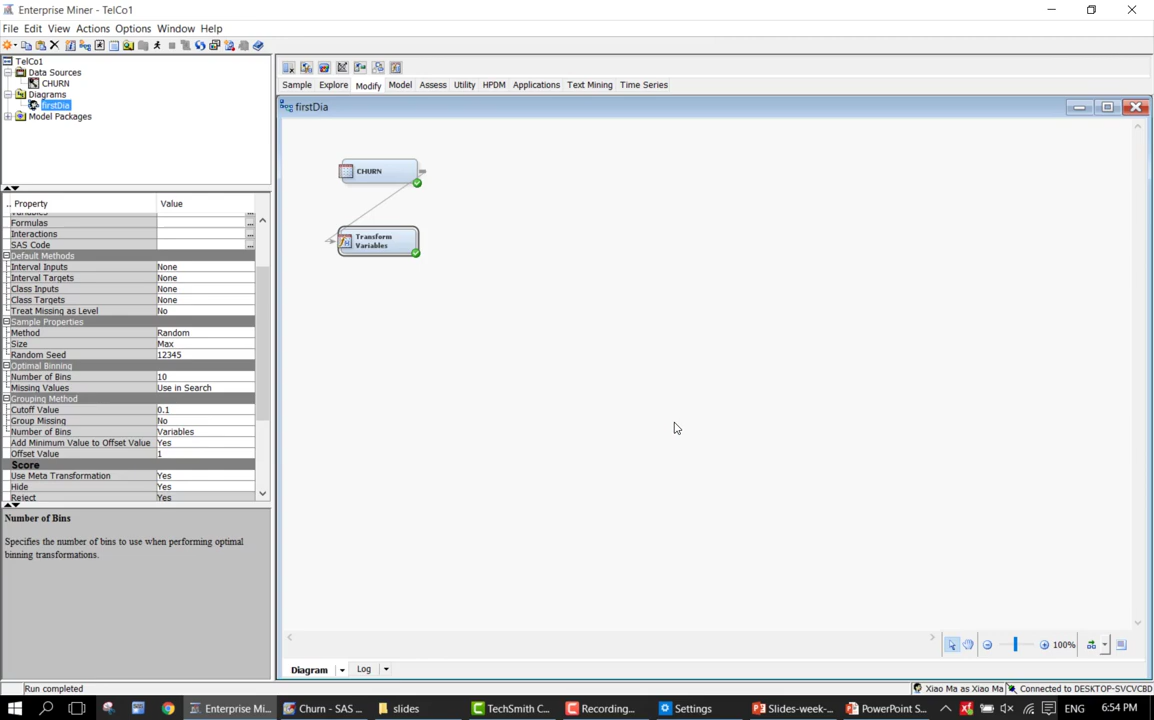 Enterprise Miner - TelCo1
File Edit View Actions Options Window Help
TelCo1
Data Sources
CHURN
Diagrams
firstDia
Model Packages
Sample Explore Modify Model Assess Utility HPDM Applications Text Mining Time Series
firstDia
CHURN
Transform
Variables
.. Property Value
Variables ...
Formulas ...
Interactions ...
SAS Code ...
Default Methods
Interval Inputs None
Interval Targets None
Class Inputs None
Class Targets None
Treat Missing as Level No
Sample Properties
Method Random
Size Max
Random Seed 12345
Optimal Binning
Number of Bins 10
Missing Values Use in Search
Grouping Method
Cutoff Value 0.1
Group Missing No
Number of Bins Variables
Add Minimum Value to Offset Value Yes
Offset Value 1
Score
Use Meta Transformation Yes
Hide Yes
Reject Yes
Number of Bins
Specifies the number of bins to use when performing optimal
binning transformations.
100%
Diagram Log
Run completed
Xiao Ma as Xiao Ma Connected to DESKTOP-SVCVCBD
Enterprise Mi... Churn - SAS ... slides TechSmith C... Recording... Settings Slides-week-... PowerPoint S... ENG 6:54 PM